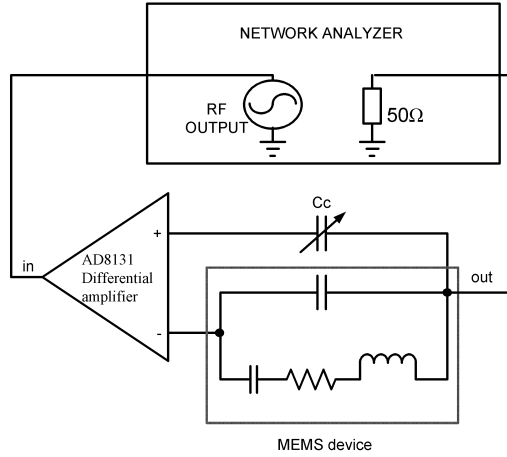 NETWORK ANALYZER
RF
OUTPUT
50Ω
Cc
+
AD8131
Differential
amplifier
in
out
-
MEMS device